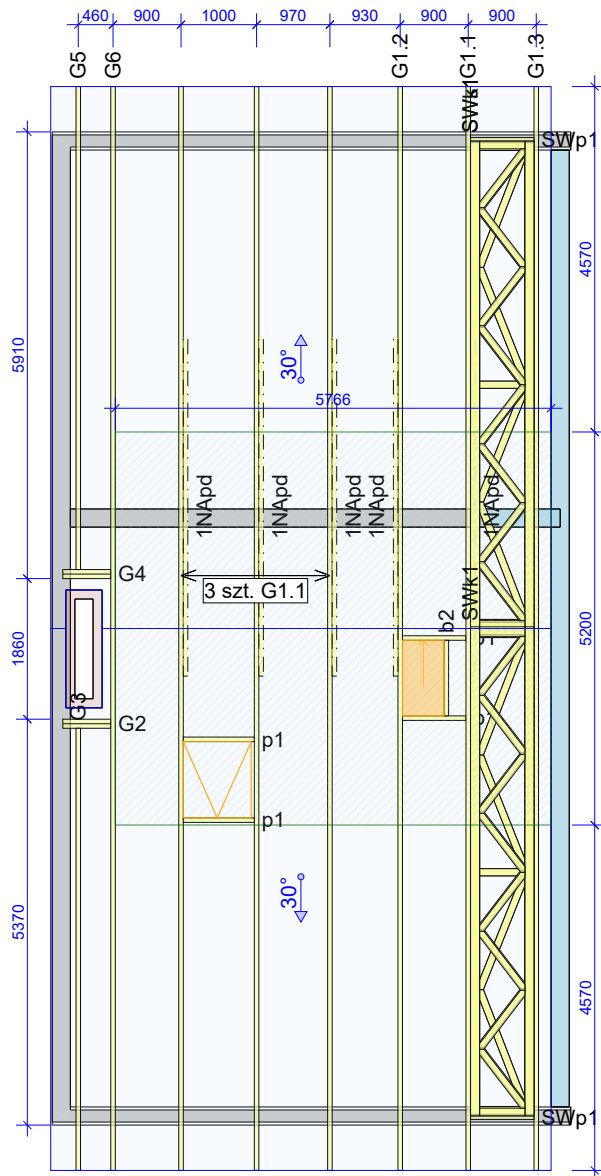 460 900 1000 970 930 900 900
G5 G6 G1.2 G1.1 G1.3
SWk1
SWp1
4570
5910
30°
5766
1NApd 1NApd 1NApd 1NApd 1NApd
G4
3 szt. G1.1
SWk1
b2
1860
5200
G3
G2
p1
p1
30°
5370
4570
SWp1